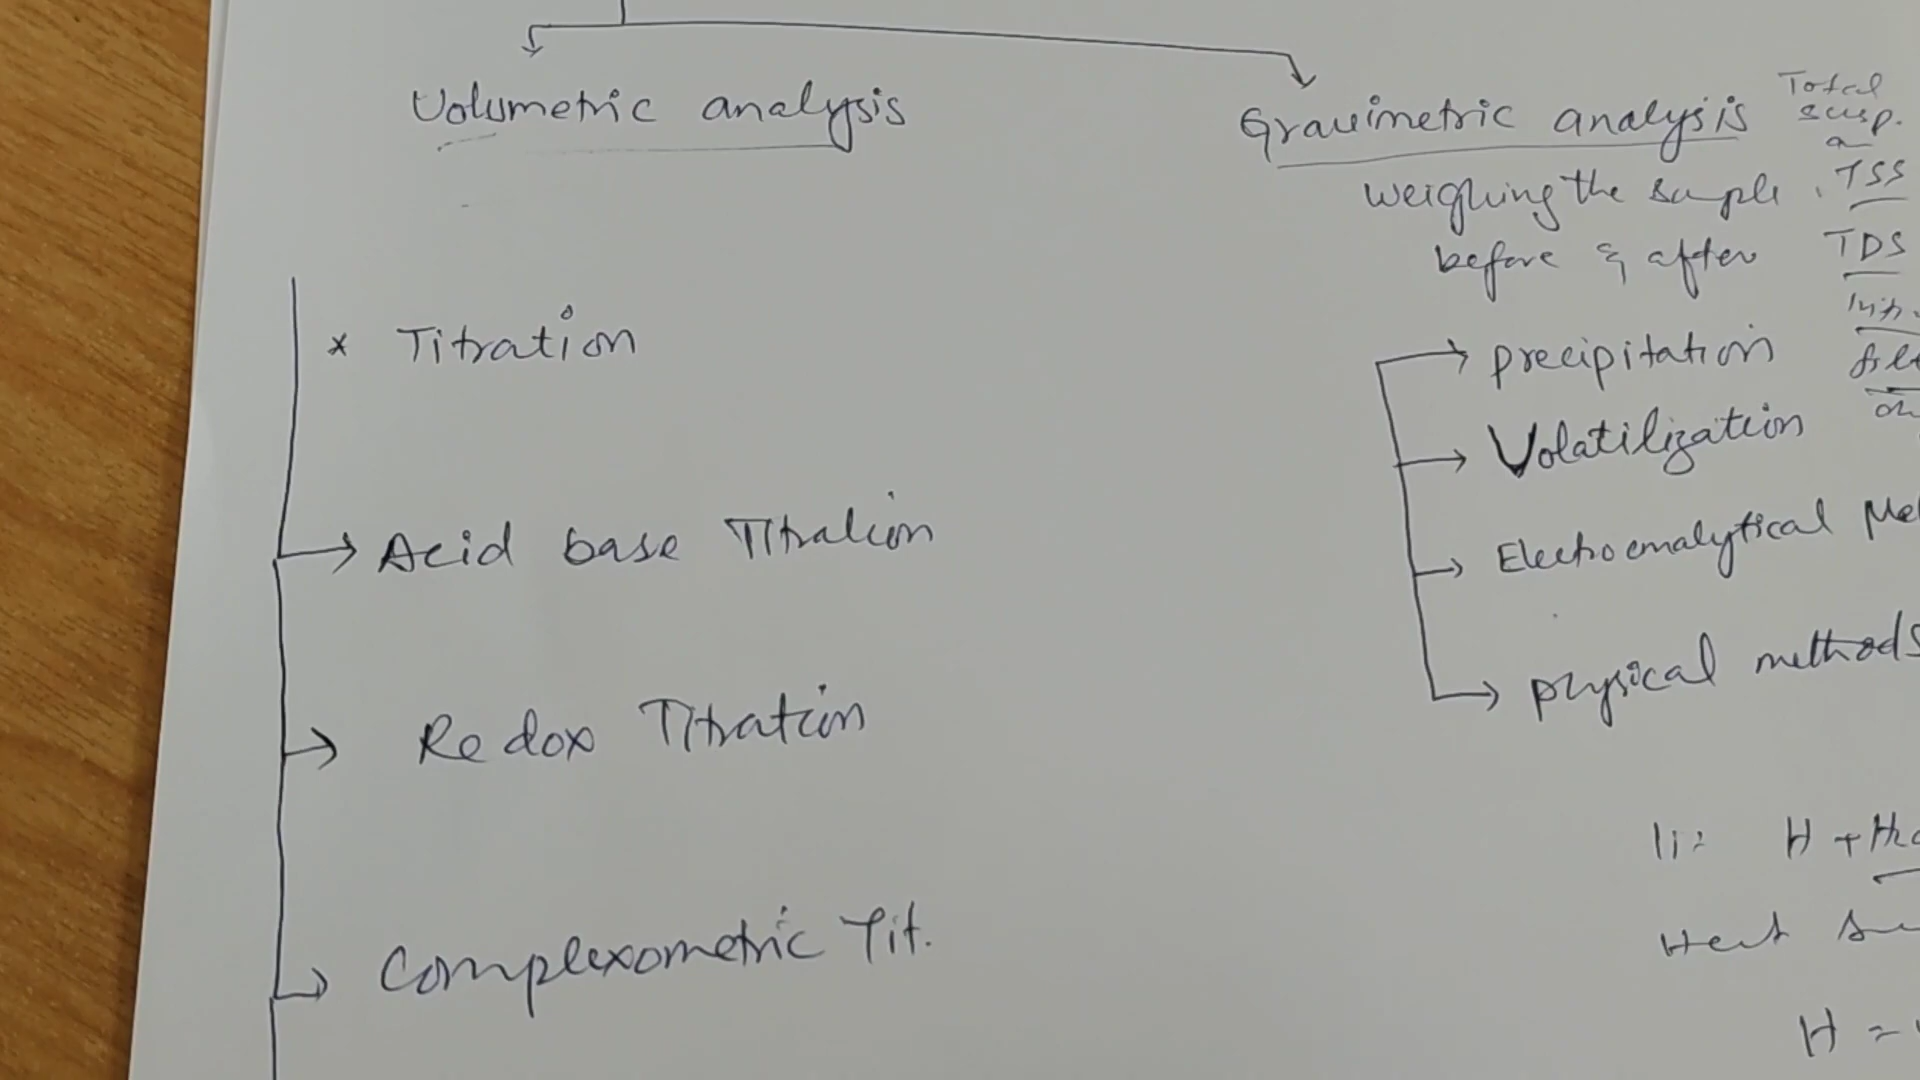 Volumetric analysis
Gravimetric analysis
Total
susp.
weighing the sample
TSS
before & after
TDS
* Titration
precipitation
Volatilization
Acid base Titration
Electroanalytical
Redox Titration
physical methods
Complexometric Tit.
H +
H =